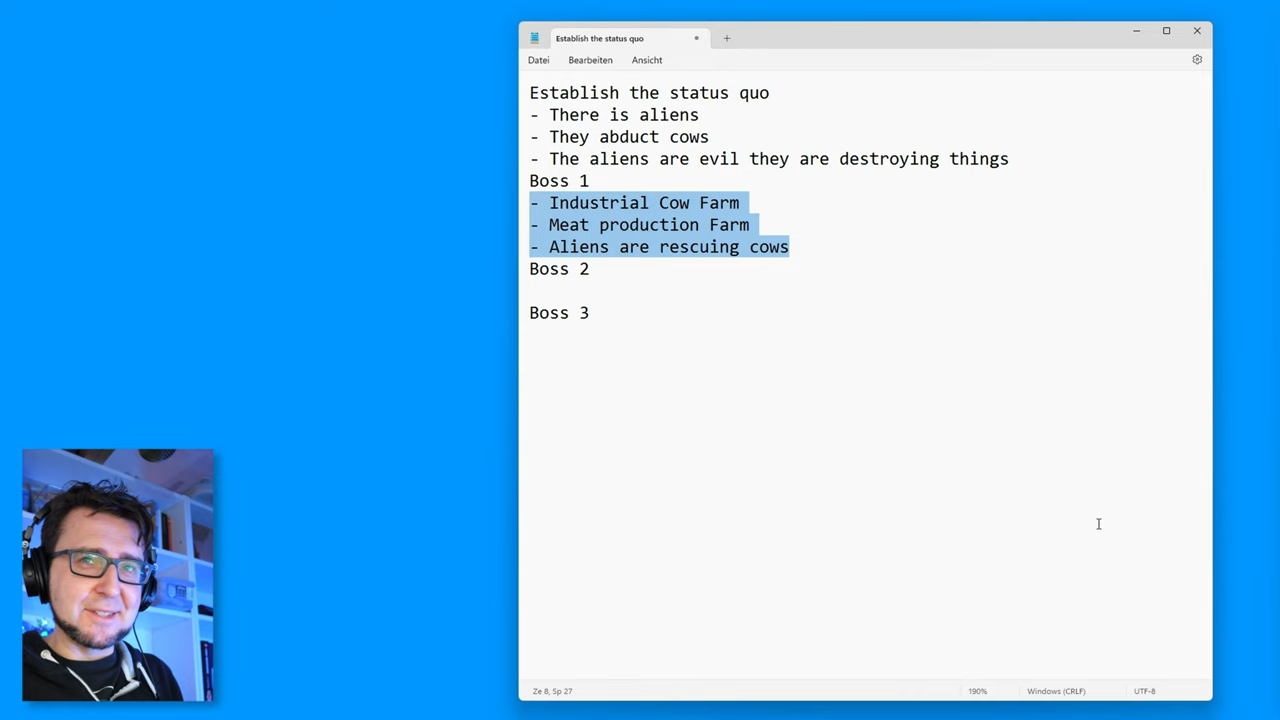 Establish the status quo
Datei Bearbeiten Ansicht
Establish the status quo
- There is aliens
- They abduct cows
- The aliens are evil they are destroying things
Boss 1
- Industrial Cow Farm
- Meat production Farm
- Aliens are rescuing cows
Boss 2
Boss 3
Ze 8, Sp 27 190% Windows (CRLF) UTF-8